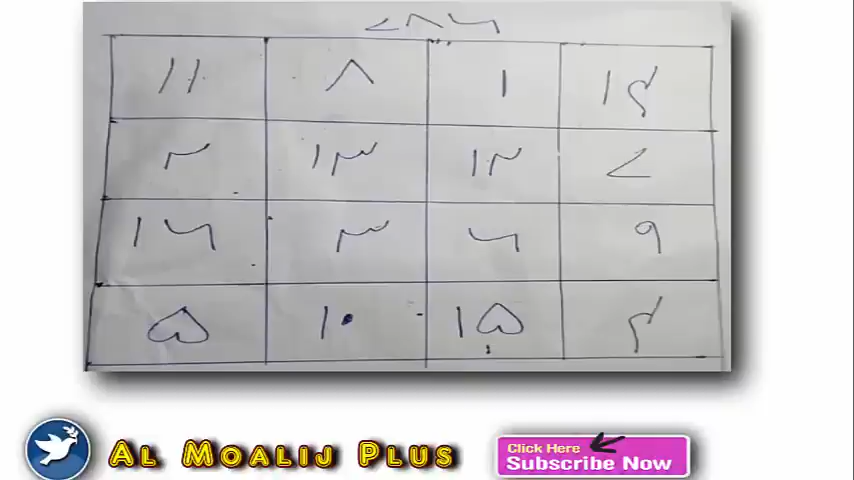 ۷۸۶
۱۱ ۸ ۱ ۱۴
۲ ۱۳ ۱۲ ۷
۱۶ ۳ ۶ ۹
۵ ۱۰ ۱۵ ۴
Al Moalij Plus
Click Here
Subscribe Now